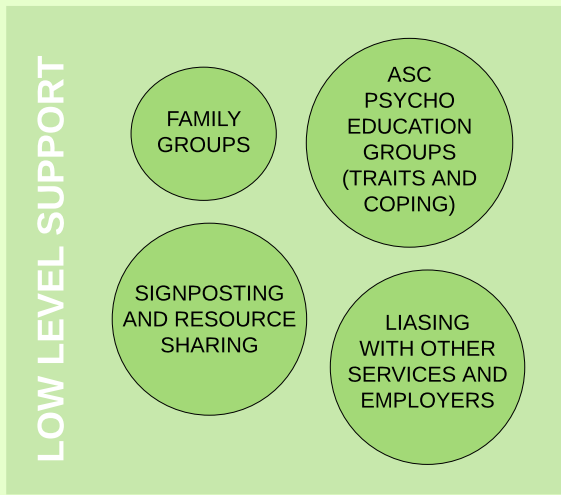 LOW LEVEL SUPPORT
FAMILY
GROUPS
ASC
PSYCHO
EDUCATION
GROUPS
(TRAITS AND
COPING)
SIGNPOSTING
AND RESOURCE
SHARING
LIASING
WITH OTHER
SERVICES AND
EMPLOYERS